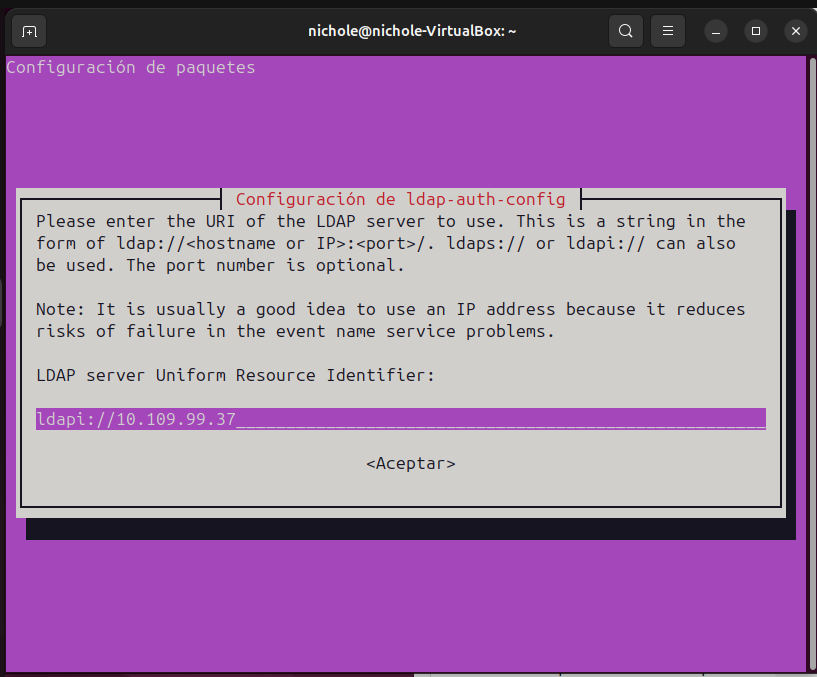 nichole@nichole-VirtualBox: ~
Configuración de paquetes
Configuración de ldap-auth-config
Please enter the URI of the LDAP server to use. This is a string in the
form of ldap://<hostname or IP>:<port>/. ldaps:// or ldapi:// can also
be used. The port number is optional.
Note: It is usually a good idea to use an IP address because it reduces
risks of failure in the event name service problems.
LDAP server Uniform Resource Identifier:
ldapi://10.109.99.37
<Aceptar>